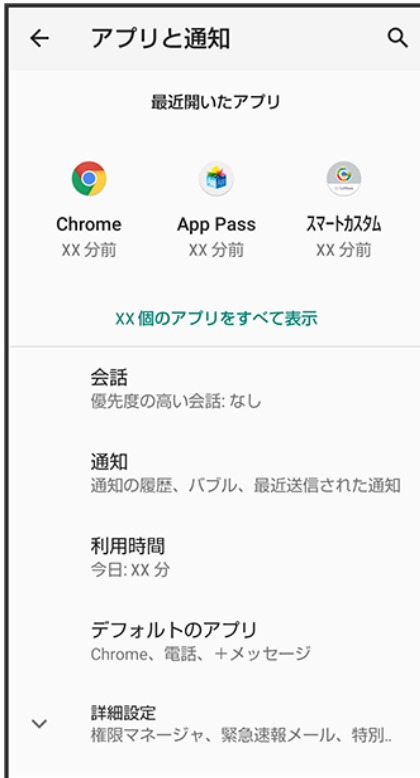 アプリと通知
最近開いたアプリ
Chrome App Pass スマートカスタム
XX 分前 XX 分前 XX 分前
XX 個のアプリをすべて表示
会話
優先度の高い会話: なし
通知
通知の履歴、バブル、最近送信された通知
利用時間
今日: XX 分
デフォルトのアプリ
Chrome、電話、+メッセージ
詳細設定
権限マネージャ、緊急速報メール、特別..